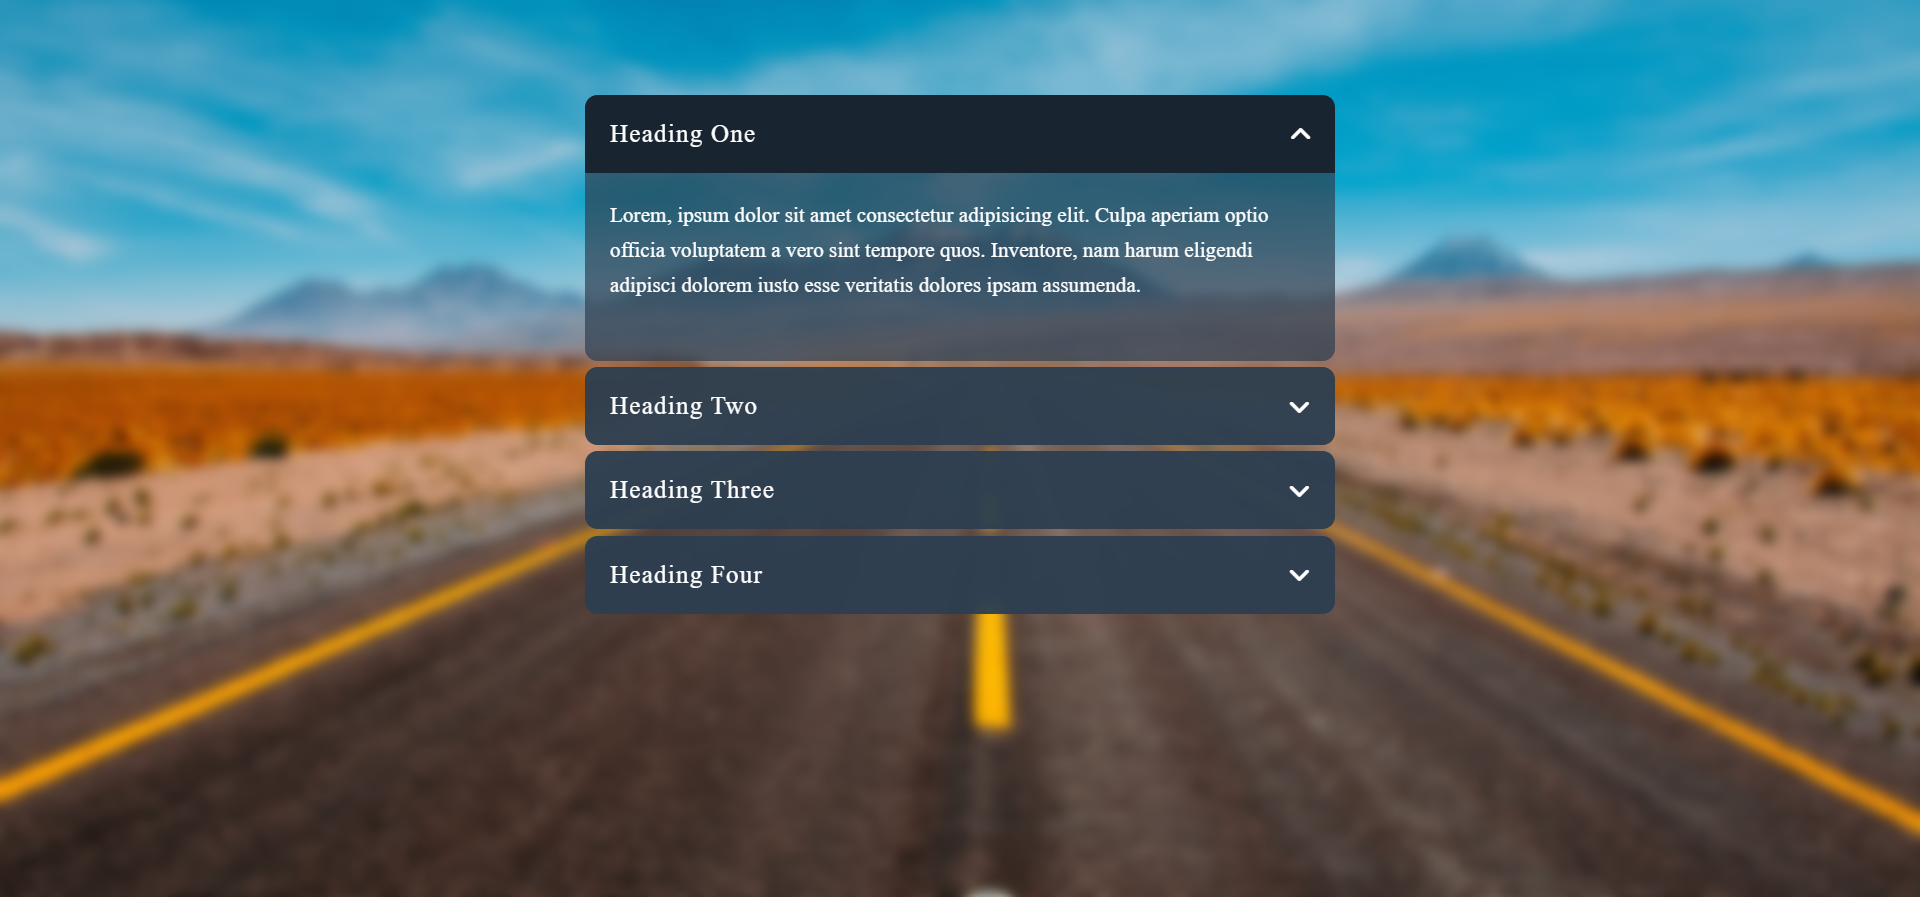 Heading One
Lorem, ipsum dolor sit amet consectetur adipisicing elit. Culpa aperiam optio
officia voluptatem a vero sint tempore quos. Inventore, nam harum eligendi
adipisci dolorem iusto esse veritatis dolores ipsam assumenda.
Heading Two
Heading Three
Heading Four